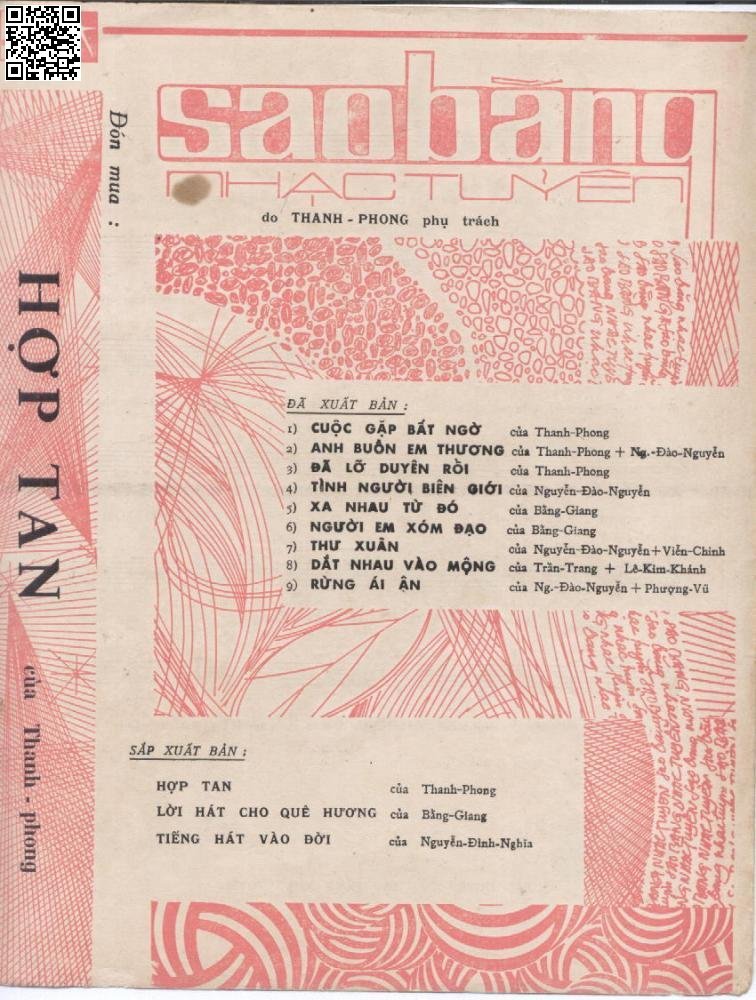 saobăng
NHẠC TUYỂN
do THANH-PHONG phụ trách
Đón mua :
HỢP TAN
của Thanh-phong
ĐÃ XUẤT BẢN :
1) CUỘC GẶP BẤT NGỜ của Thanh-Phong
2) ANH BUỒN EM THƯƠNG của Thanh-Phong + Ng.-Đào-Nguyễn
3) ĐÃ LỠ DUYÊN RỒI của Thanh-Phong
4) TÌNH NGƯỜI BIÊN GIỚI của Nguyễn-Đào-Nguyễn
5) XA NHAU TỪ ĐÓ của Bằng-Giang
6) NGƯỜI EM XÓM ĐẠO của Bằng-Giang
7) THƯ XUÂN của Nguyễn-Đào-Nguyễn+Viễn-Chinh
8) DẮT NHAU VÀO MỘNG của Trần-Trang + Lê-Kim-Khánh
9) RỪNG ÁI ÂN của Ng.-Đào-Nguyễn + Phượng-Vũ
SẮP XUẤT BẢN :
HỢP TAN của Thanh-Phong
LỜI HÁT CHO QUÊ HƯƠNG của Bằng-Giang
TIẾNG HÁT VÀO ĐỜI của Nguyễn-Đình-Nghĩa